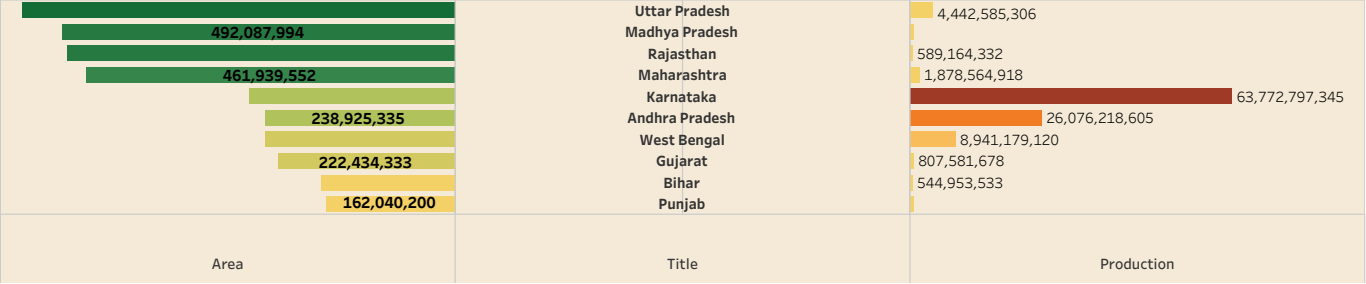 Uttar Pradesh 4,442,585,306
492,087,994 Madhya Pradesh
Rajasthan 589,164,332
461,939,552 Maharashtra 1,878,564,918
Karnataka 63,772,797,345
238,925,335 Andhra Pradesh 26,076,218,605
West Bengal 8,941,179,120
222,434,333 Gujarat 807,581,678
Bihar 544,953,533
162,040,200 Punjab
Area Title Production